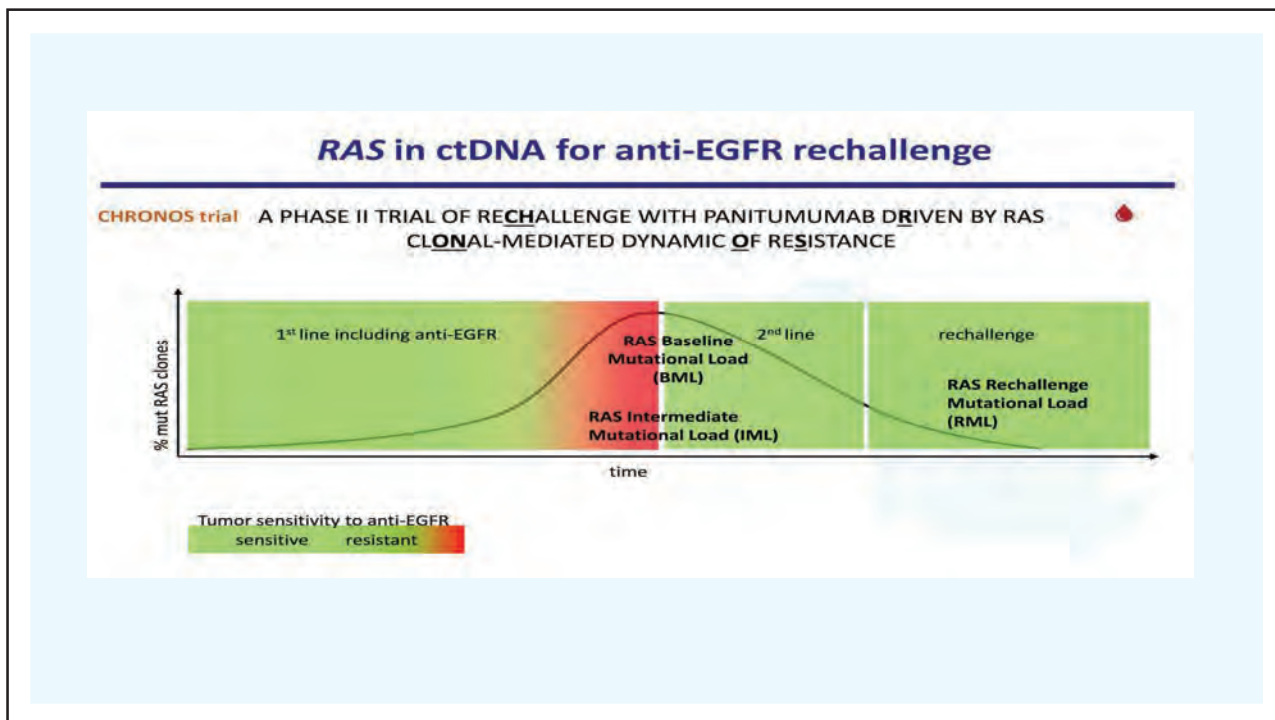 RAS in ctDNA for anti-EGFR rechallenge
CHRONOS trial A PHASE II TRIAL OF RECHALLENGE WITH PANITUMUMAB DRIVEN BY RAS
CLONAL-MEDIATED DYNAMIC OF RESISTANCE
% mut RAS clones
1st line including anti-EGFR
RAS Baseline
Mutational Load
(BML)
RAS Intermediate
Mutational Load (IML)
2nd line
rechallenge
RAS Rechallenge
Mutational Load
(RML)
time
Tumor sensitivity to anti-EGFR
sensitive resistant